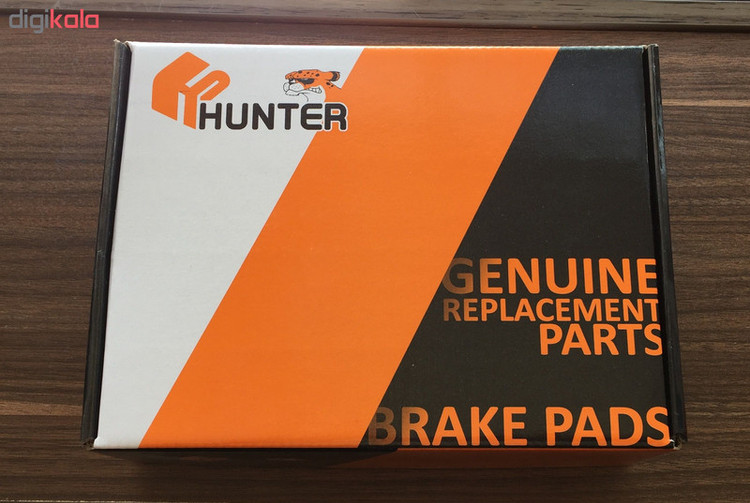 digikala
HUNTER
GENUINE
REPLACEMENT
PARTS
BRAKE PADS